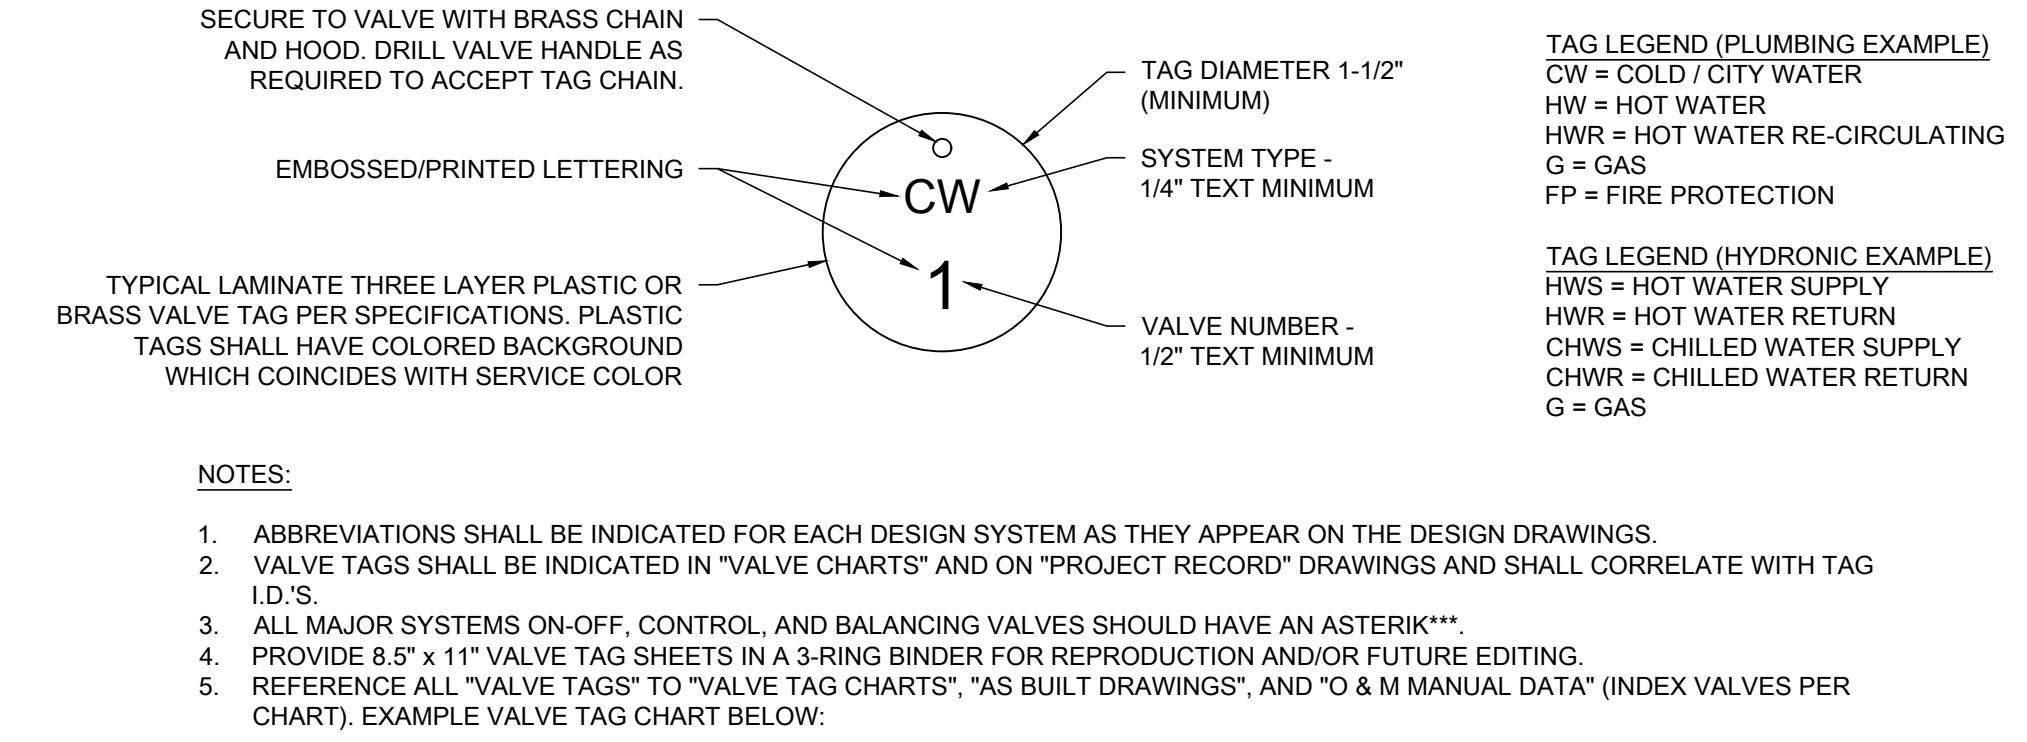 SECURE TO VALVE WITH BRASS CHAIN
AND HOOD. DRILL VALVE HANDLE AS
REQUIRED TO ACCEPT TAG CHAIN.
EMBOSSED/PRINTED LETTERING
TYPICAL LAMINATE THREE LAYER PLASTIC OR
BRASS VALVE TAG PER SPECIFICATIONS. PLASTIC
TAGS SHALL HAVE COLORED BACKGROUND
WHICH COINCIDES WITH SERVICE COLOR
CW
1
TAG DIAMETER 1-1/2"
(MINIMUM)
SYSTEM TYPE -
1/4" TEXT MINIMUM
VALVE NUMBER -
1/2" TEXT MINIMUM
TAG LEGEND (PLUMBING EXAMPLE)
CW = COLD / CITY WATER
HW = HOT WATER
HWR = HOT WATER RE-CIRCULATING
G = GAS
FP = FIRE PROTECTION
TAG LEGEND (HYDRONIC EXAMPLE)
HWS = HOT WATER SUPPLY
HWR = HOT WATER RETURN
CHWS = CHILLED WATER SUPPLY
CHWR = CHILLED WATER RETURN
G = GAS
NOTES:
1. ABBREVIATIONS SHALL BE INDICATED FOR EACH DESIGN SYSTEM AS THEY APPEAR ON THE DESIGN DRAWINGS.
2. VALVE TAGS SHALL BE INDICATED IN "VALVE CHARTS" AND ON "PROJECT RECORD" DRAWINGS AND SHALL CORRELATE WITH TAG
I.D.'S.
3. ALL MAJOR SYSTEMS ON-OFF, CONTROL, AND BALANCING VALVES SHOULD HAVE AN ASTERIK***.
4. PROVIDE 8.5" x 11" VALVE TAG SHEETS IN A 3-RING BINDER FOR REPRODUCTION AND/OR FUTURE EDITING.
5. REFERENCE ALL "VALVE TAGS" TO "VALVE TAG CHARTS", "AS BUILT DRAWINGS", AND "O & M MANUAL DATA" (INDEX VALVES PER
CHART). EXAMPLE VALVE TAG CHART BELOW: